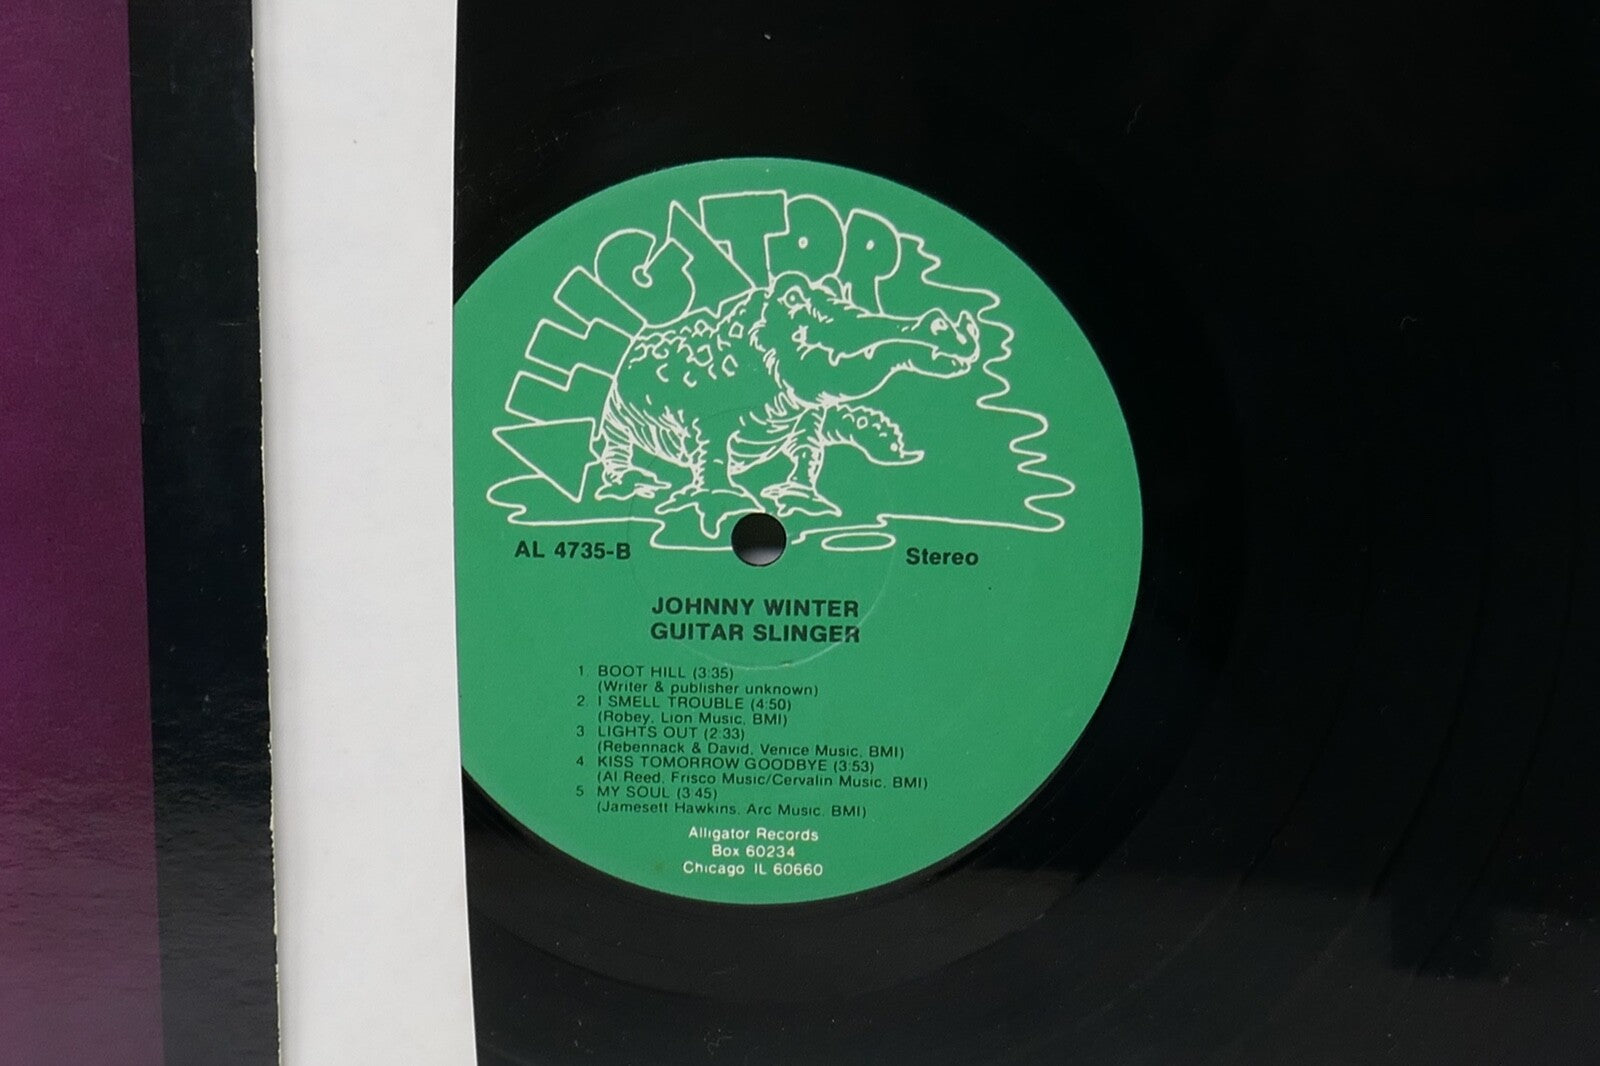 ALLIGATOR
AL 4735-B
Stereo
JOHNNY WINTER
GUITAR SLINGER
1 BOOT HILL (3:35)
(Writer & publisher unknown)
2. I SMELL TROUBLE (4:50)
(Robey, Lion Music, BMI)
3 LIGHTS OUT (2:33)
(Rebennack & David, Venice Music, BMI)
4 KISS TOMORROW GOODBYE (3:53)
(Al Reed, Frisco Music/Cervalin Music, BMI)
5 MY SOUL (3:45)
(Jamesett Hawkins, Arc Music, BMI)
Alligator Records
Box 60234
Chicago IL 60660